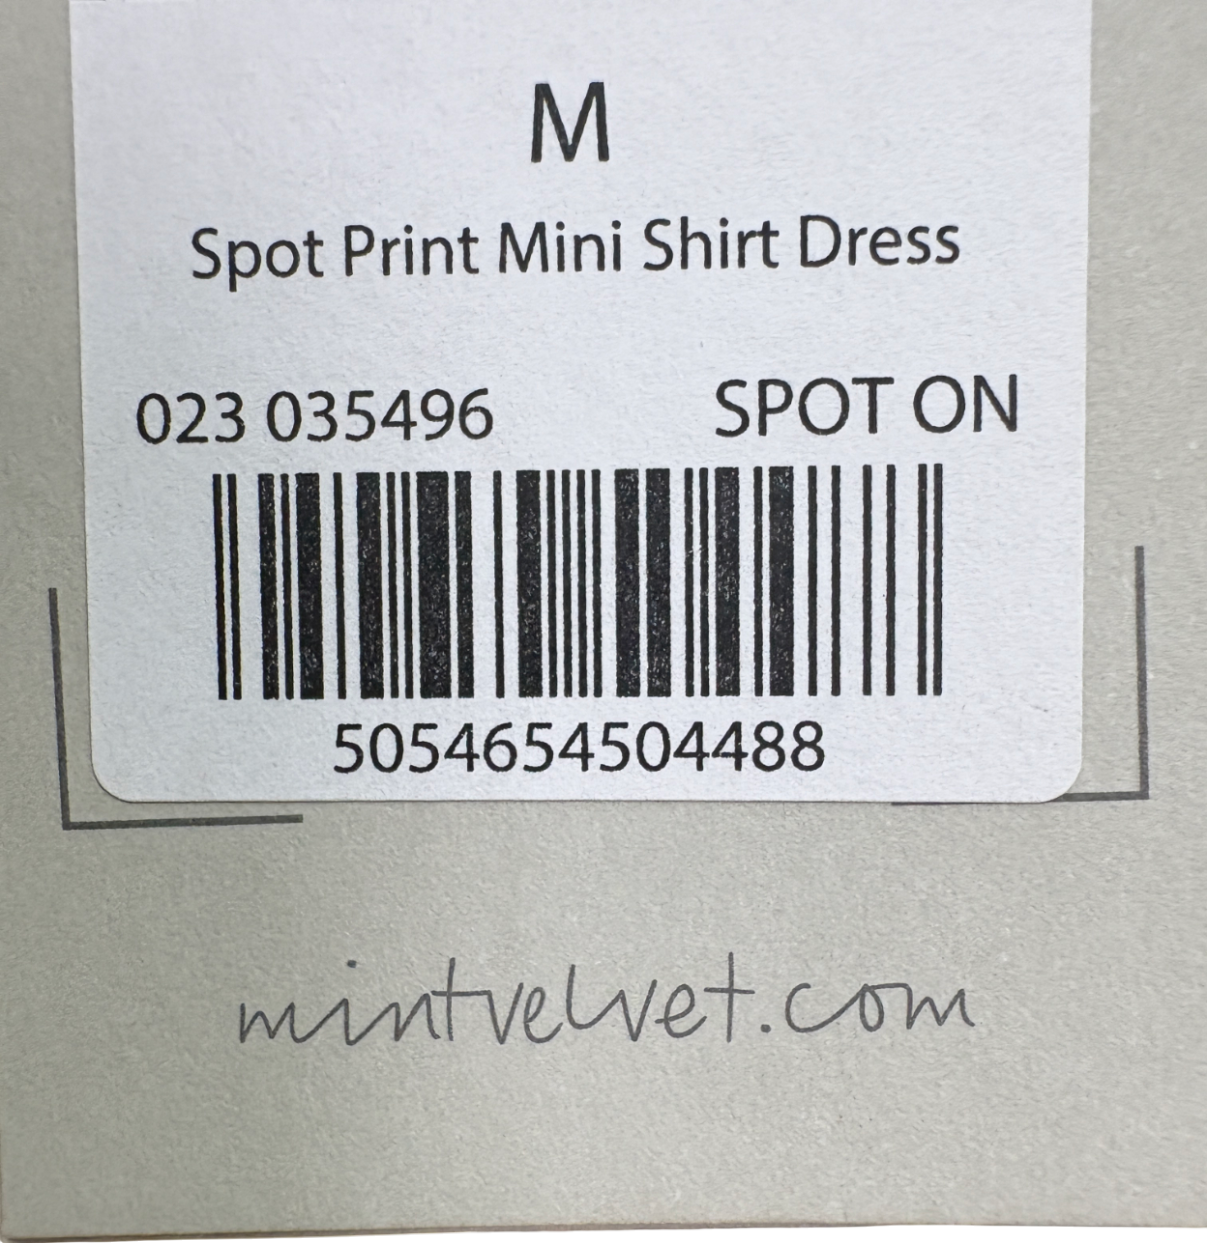 M
Spot Print Mini Shirt Dress
023 035496 SPOT ON
5054654504488
mintvelvet.com